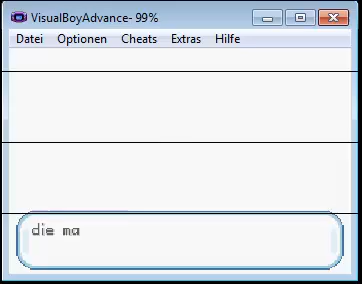 VisualBoyAdvance- 99%
Datei Optionen Cheats Extras Hilfe
die ma